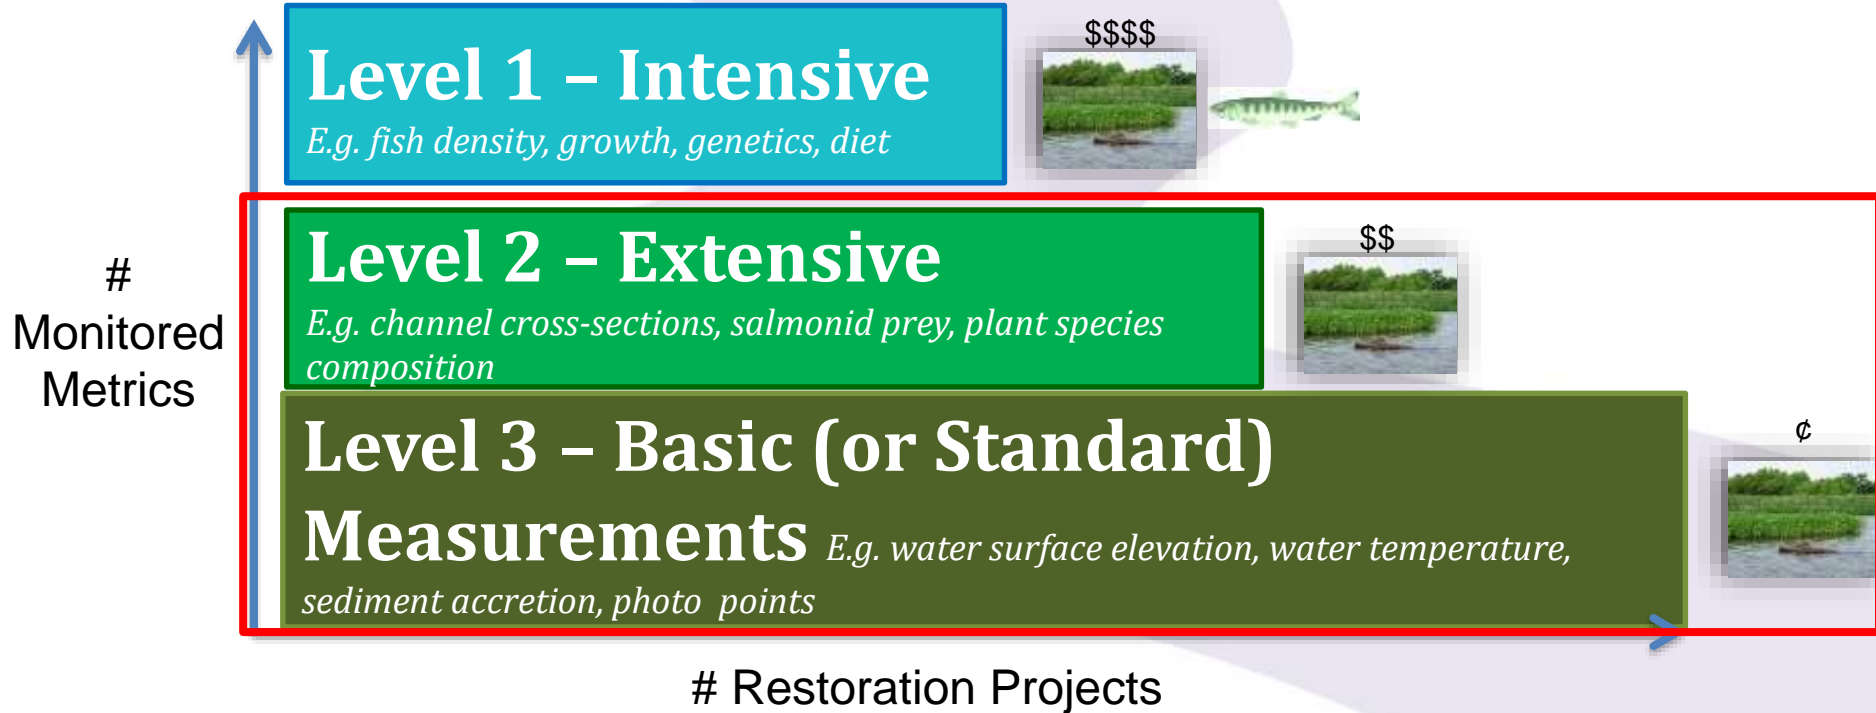 $$$$
Level 1 – Intensive
E.g. fish density, growth, genetics, diet
#
Monitored
Metrics
$$
Level 2 – Extensive
E.g. channel cross-sections, salmonid prey, plant species
composition
¢
Level 3 – Basic (or Standard)
Measurements E.g. water surface elevation, water temperature,
sediment accretion, photo points
# Restoration Projects